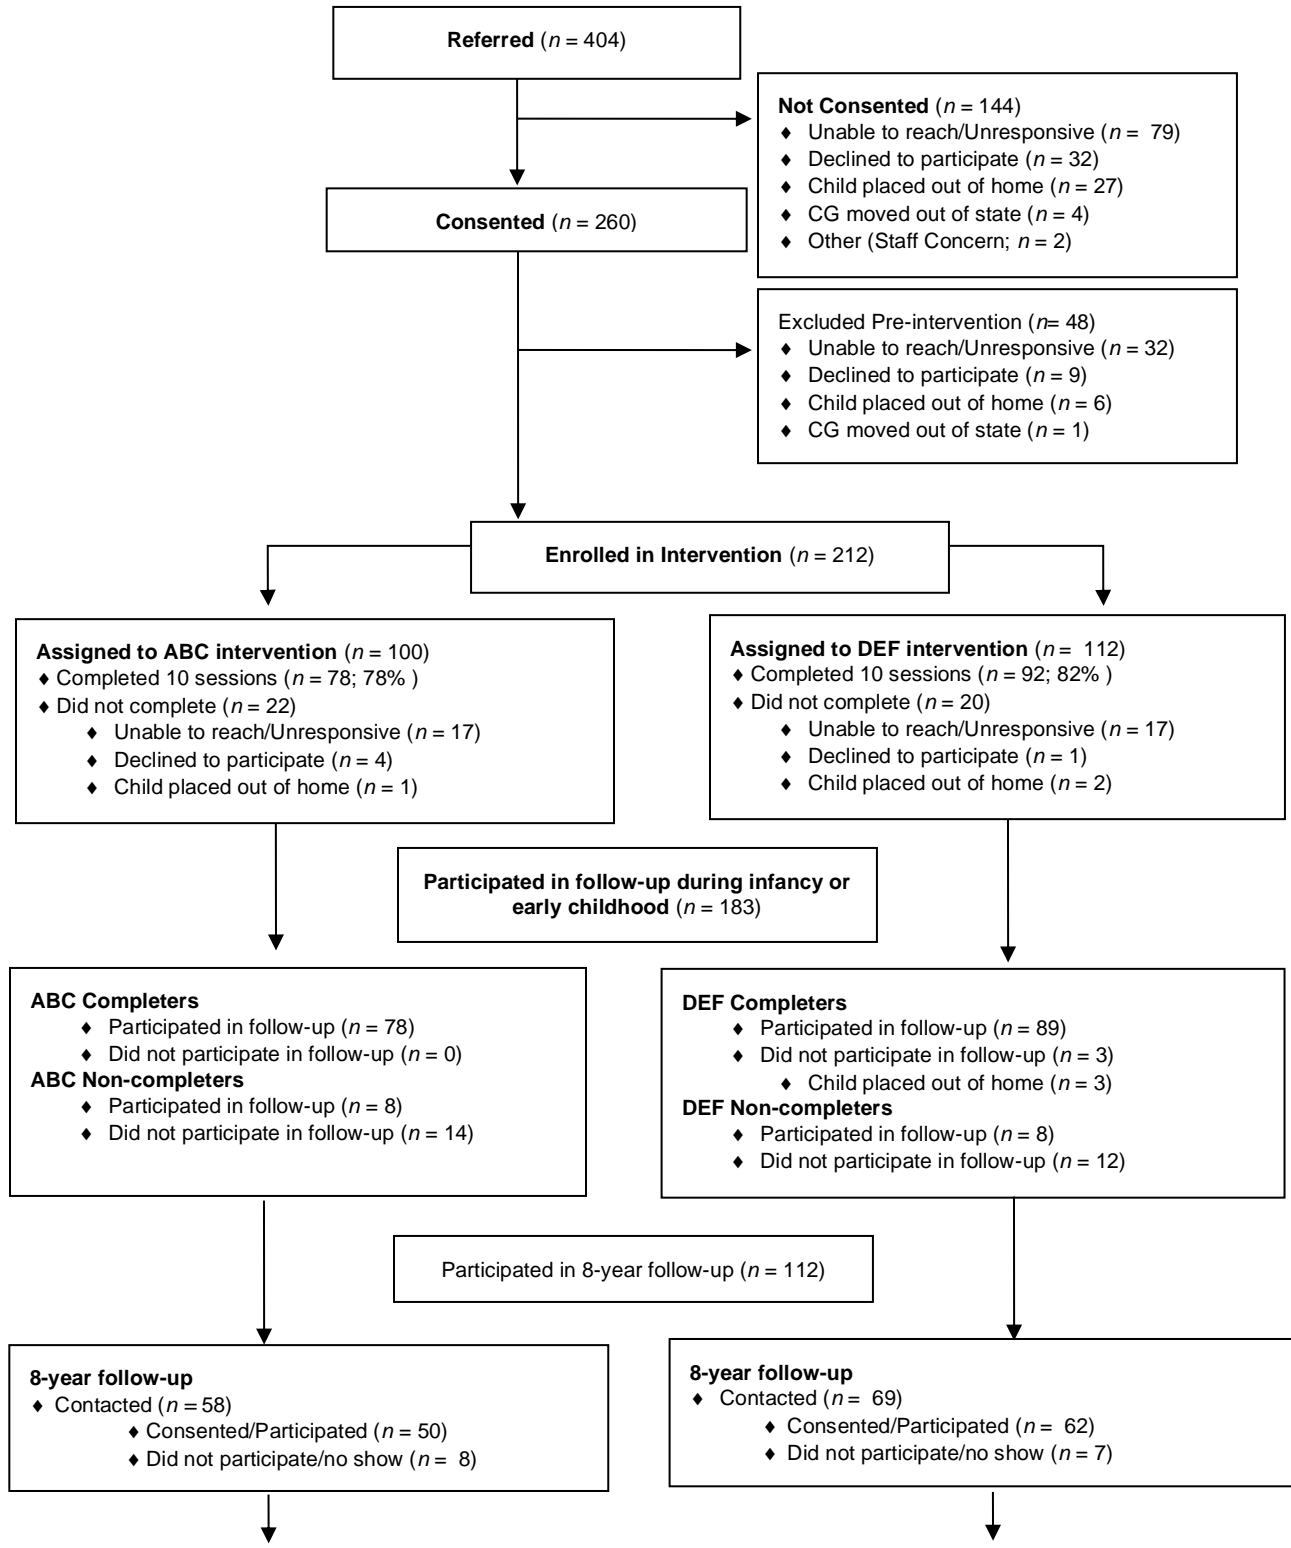 Referred (n = 404)
Not Consented (n = 144)
♦ Unable to reach/Unresponsive (n = 79)
♦ Declined to participate (n = 32)
♦ Child placed out of home (n = 27)
♦ CG moved out of state (n = 4)
♦ Other (Staff Concern; n = 2)
Consented (n = 260)
Excluded Pre-intervention (n= 48)
♦ Unable to reach/Unresponsive (n = 32)
♦ Declined to participate (n = 9)
♦ Child placed out of home (n = 6)
♦ CG moved out of state (n = 1)
Enrolled in Intervention (n = 212)
Assigned to ABC intervention (n = 100)
♦ Completed 10 sessions (n = 78; 78% )
♦ Did not complete (n = 22)
♦ Unable to reach/Unresponsive (n = 17)
♦ Declined to participate (n = 4)
♦ Child placed out of home (n = 1)
Assigned to DEF intervention (n = 112)
♦ Completed 10 sessions (n = 92; 82% )
♦ Did not complete (n = 20)
♦ Unable to reach/Unresponsive (n = 17)
♦ Declined to participate (n = 1)
♦ Child placed out of home (n = 2)
Participated in follow-up during infancy or
early childhood (n = 183)
ABC Completers
♦ Participated in follow-up (n = 78)
♦ Did not participate in follow-up (n = 0)
ABC Non-completers
♦ Participated in follow-up (n = 8)
♦ Did not participate in follow-up (n = 14)
DEF Completers
♦ Participated in follow-up (n = 89)
♦ Did not participate in follow-up (n = 3)
♦ Child placed out of home (n = 3)
DEF Non-completers
♦ Participated in follow-up (n = 8)
♦ Did not participate in follow-up (n = 12)
Participated in 8-year follow-up (n = 112)
8-year follow-up
♦ Contacted (n = 58)
♦ Consented/Participated (n = 50)
♦ Did not participate/no show (n = 8)
8-year follow-up
♦ Contacted (n = 69)
♦ Consented/Participated (n = 62)
♦ Did not participate/no show (n = 7)